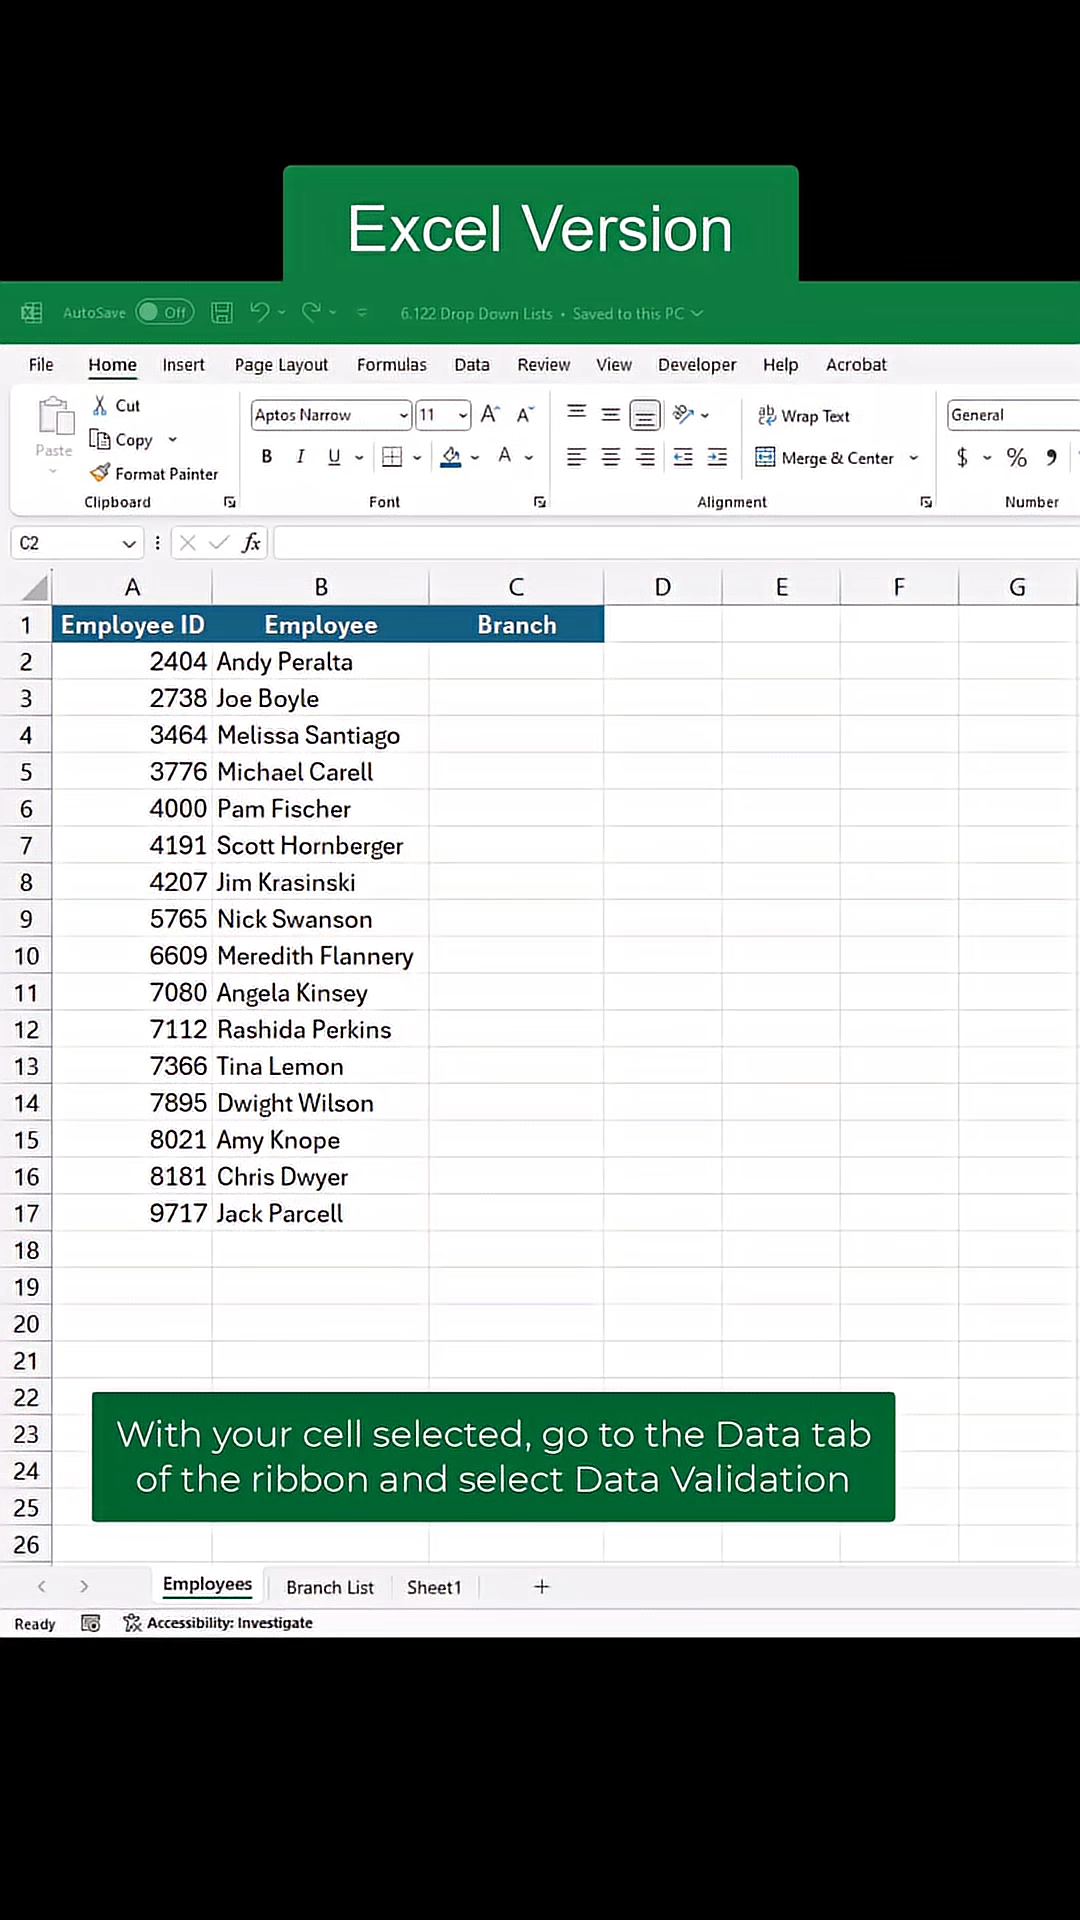 Excel Version
AutoSave Off 6.122 Drop Down Lists • Saved to this PC
File Home Insert Page Layout Formulas Data Review View Developer Help Acrobat
Paste
Cut
Copy
Format Painter
Clipboard
Aptos Narrow 11 A A
B I U A
Font
ab Wrap Text
Merge & Center
Alignment
General
$ % 9
Number
C2 fx
A B C D E F G
1 Employee ID Employee Branch
2 2404 Andy Peralta
3 2738 Joe Boyle
4 3464 Melissa Santiago
5 3776 Michael Carell
6 4000 Pam Fischer
7 4191 Scott Hornberger
8 4207 Jim Krasinski
9 5765 Nick Swanson
10 6609 Meredith Flannery
11 7080 Angela Kinsey
12 7112 Rashida Perkins
13 7366 Tina Lemon
14 7895 Dwight Wilson
15 8021 Amy Knope
16 8181 Chris Dwyer
17 9717 Jack Parcell
18
19
20
21
22
23
24
25
26
With your cell selected, go to the Data tab
of the ribbon and select Data Validation
Employees Branch List Sheet1 +
Ready Accessibility: Investigate